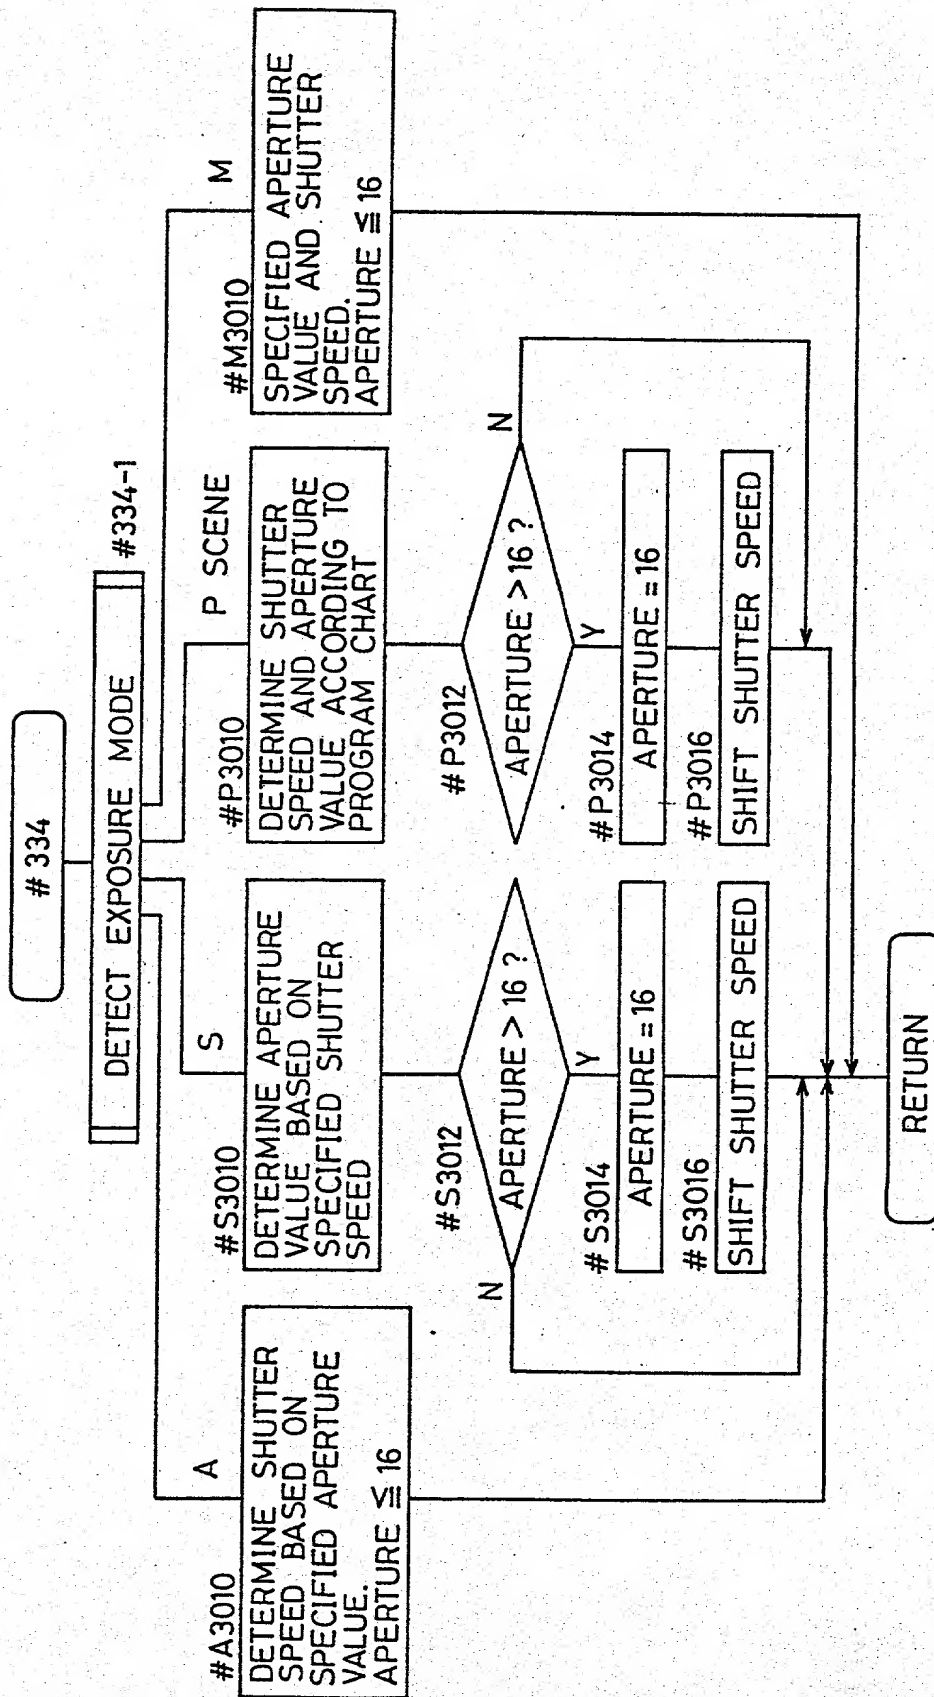 #334
DETECT EXPOSURE MODE
#334-1
A
S
P SCENE
M
#A3010
DETERMINE SHUTTER
SPEED BASED ON
SPECIFIED APERTURE
VALUE.
APERTURE ≦ 16
#S3010
DETERMINE APERTURE
VALUE BASED ON
SPECIFIED SHUTTER
SPEED
#P3010
DETERMINE SHUTTER
SPEED AND APERTURE
VALUE ACCORDING TO
PROGRAM CHART
#M3010
SPECIFIED APERTURE
VALUE AND SHUTTER
SPEED.
APERTURE ≦ 16
#S3012
APERTURE > 16 ?
N
Y
#P3012
APERTURE > 16 ?
N
Y
#S3014
APERTURE = 16
#P3014
APERTURE = 16
#S3016
SHIFT SHUTTER SPEED
#P3016
SHIFT SHUTTER SPEED
RETURN